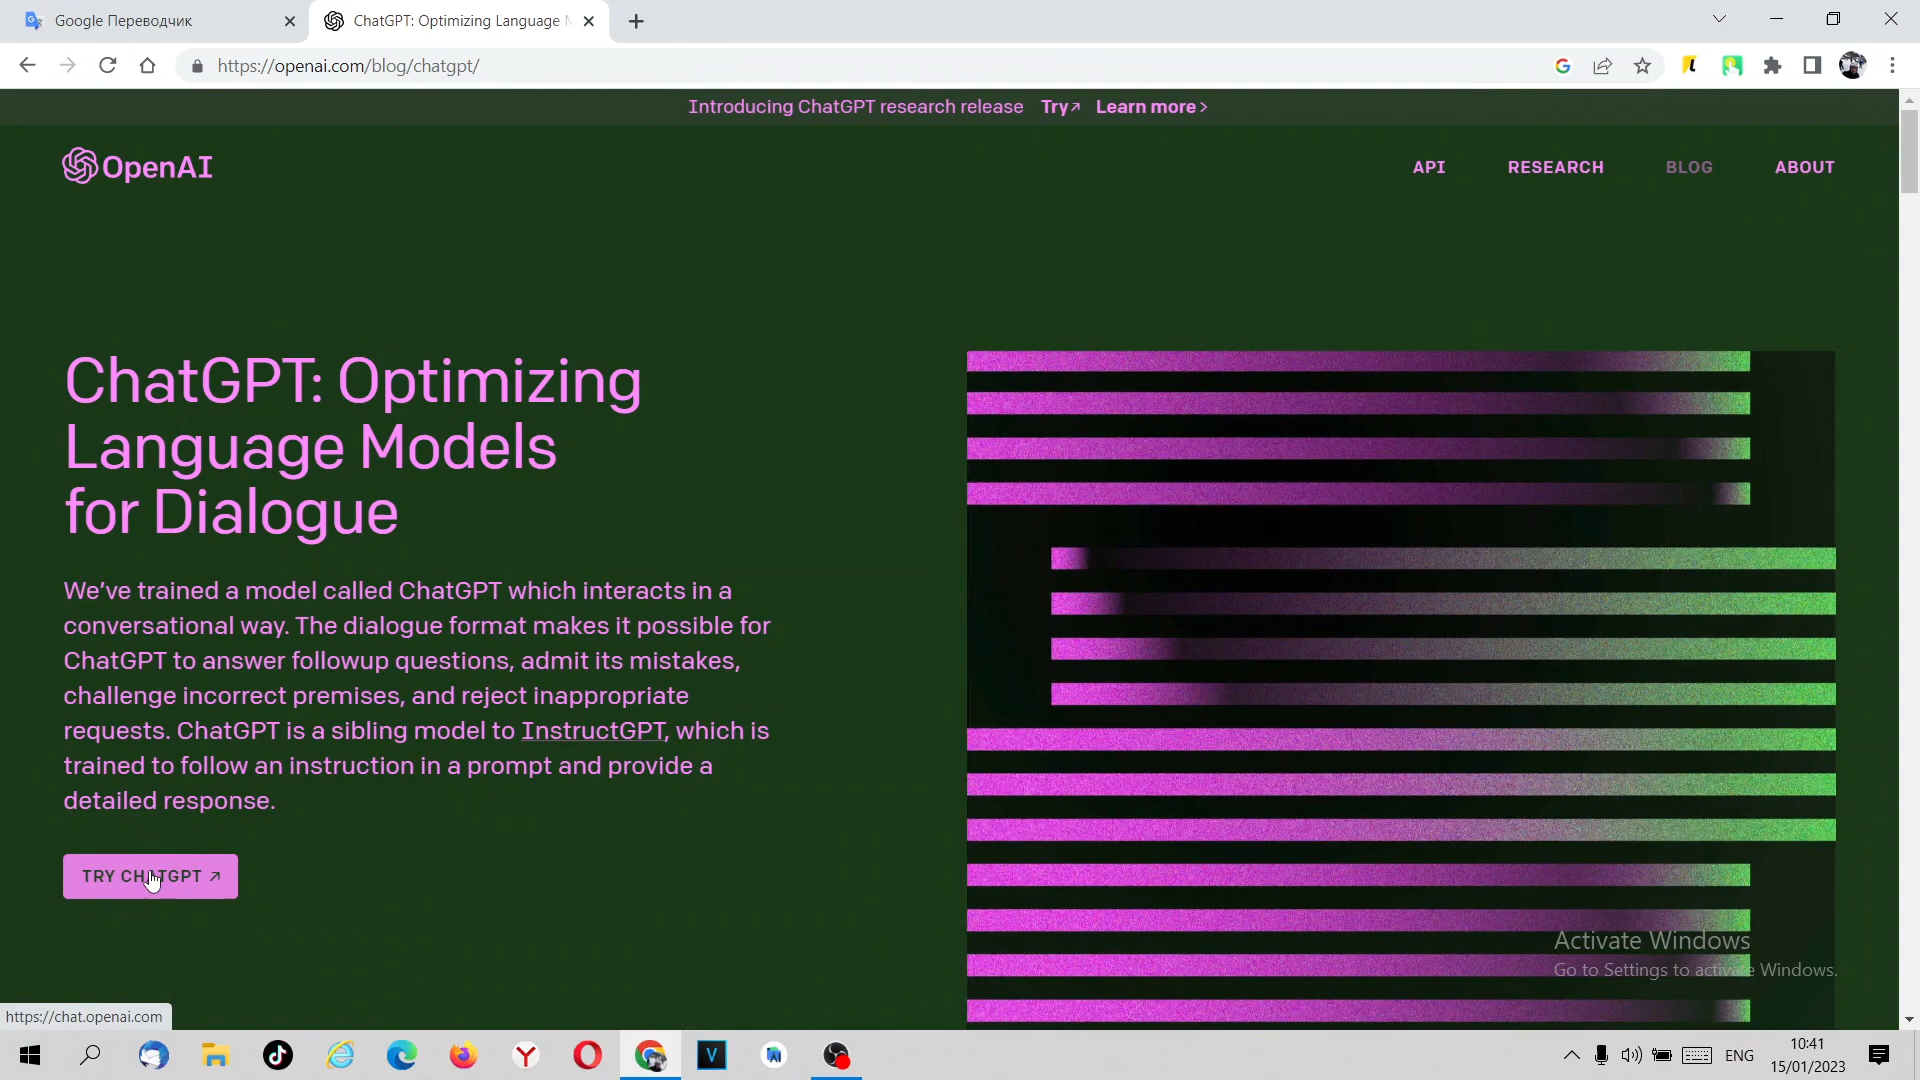 Google Переводчик
ChatGPT: Optimizing Language
https://openai.com/blog/chatgpt/
Introducing ChatGPT research release Try↗ Learn more >
OpenAI
API RESEARCH BLOG ABOUT
ChatGPT: Optimizing
Language Models
for Dialogue
We’ve trained a model called ChatGPT which interacts in a
conversational way. The dialogue format makes it possible for
ChatGPT to answer followup questions, admit its mistakes,
challenge incorrect premises, and reject inappropriate
requests. ChatGPT is a sibling model to InstructGPT, which is
trained to follow an instruction in a prompt and provide a
detailed response.
TRY CHATGPT ↗
Activate Windows
Go to Settings to activate Windows.
https://chat.openai.com
ENG
10:41
15/01/2023